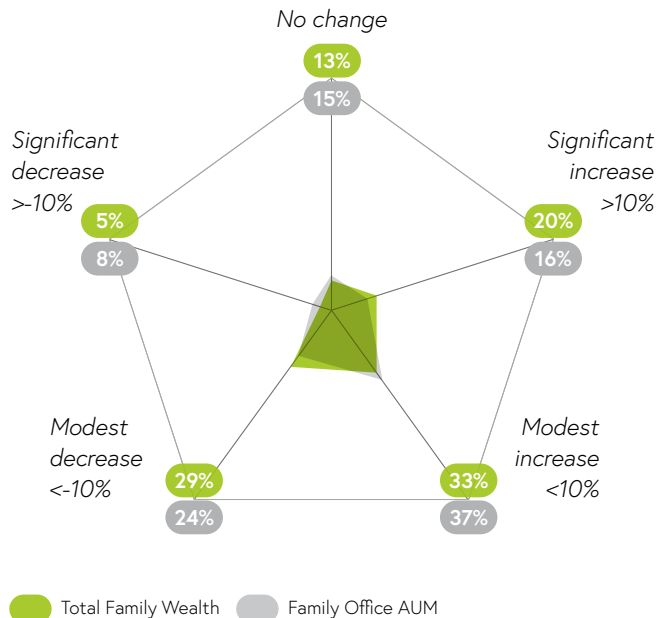 No change
13%
15%
Significant
decrease
>-10%
5%
8%
Significant
increase
>10%
20%
16%
Modest
decrease
<-10%
29%
24%
Modest
increase
<10%
33%
37%
Total Family Wealth
Family Office AUM